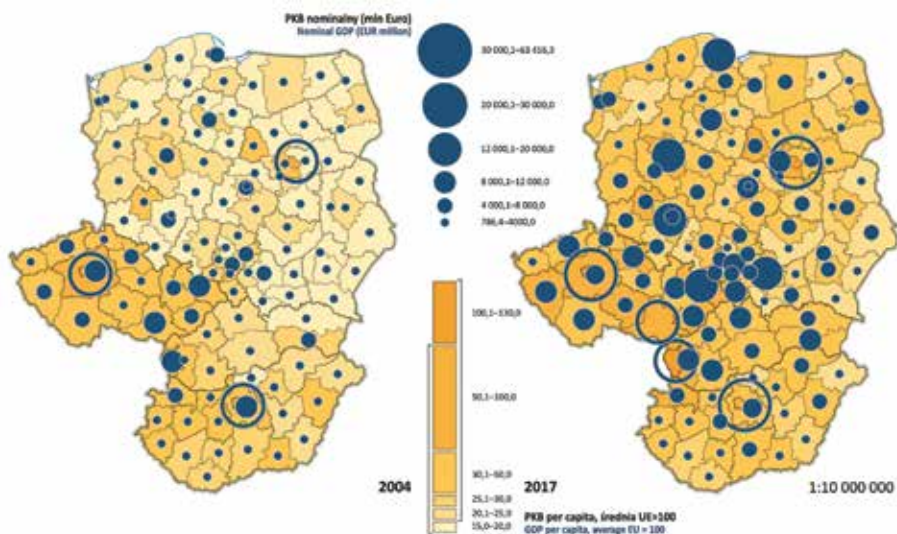 PKB nominalny (mln Euro)
Nominal GDP (EUR million)
30 000,1–63 416,3
20 000,1–30 000,0
12 000,1–20 000,0
8 000,1–12 000,0
4 000,1–8 000,0
786,4–4000,0
100,1–130,0
50,1–100,0
30,1–50,0
25,1–30,0
20,1–25,0
15,0–20,0
2004
2017
1:10 000 000
PKB per capita, średnia UE=100
GDP per capita, average EU = 100